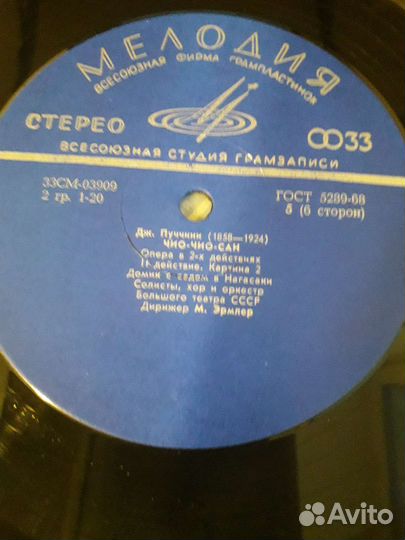 МЕЛОДИЯ
ВСЕСОЮЗНАЯ ФИРМА ГРАМПЛАСТИНОК
СТЕРЕО
33
ВСЕСОЮЗНАЯ СТУДИЯ ГРАМЗАПИСИ
33СМ-03909
2 гр. 1-20
ГОСТ 5289-68
5 (6 сторон)
Дж. Пуччини (1858—1924)
ЧИО-ЧИО-САН
Опера в 2-х действиях
II действие. Картина 2
Домик с садом в Нагасаки
Солисты, хор и оркестр
Большого театра СССР
Дирижер М. Эрмлер
Avito